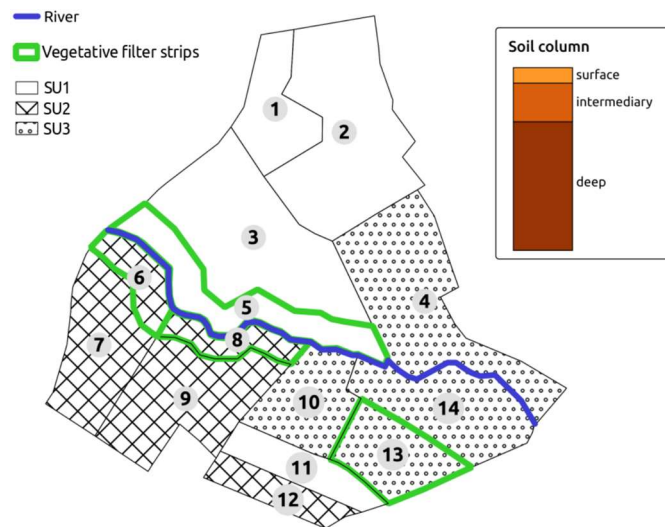 River
Vegetative filter strips
SU1
SU2
SU3
Soil column
surface
intermediary
deep
1
2
3
4
5
6
7
8
9
10
14
13
11
12